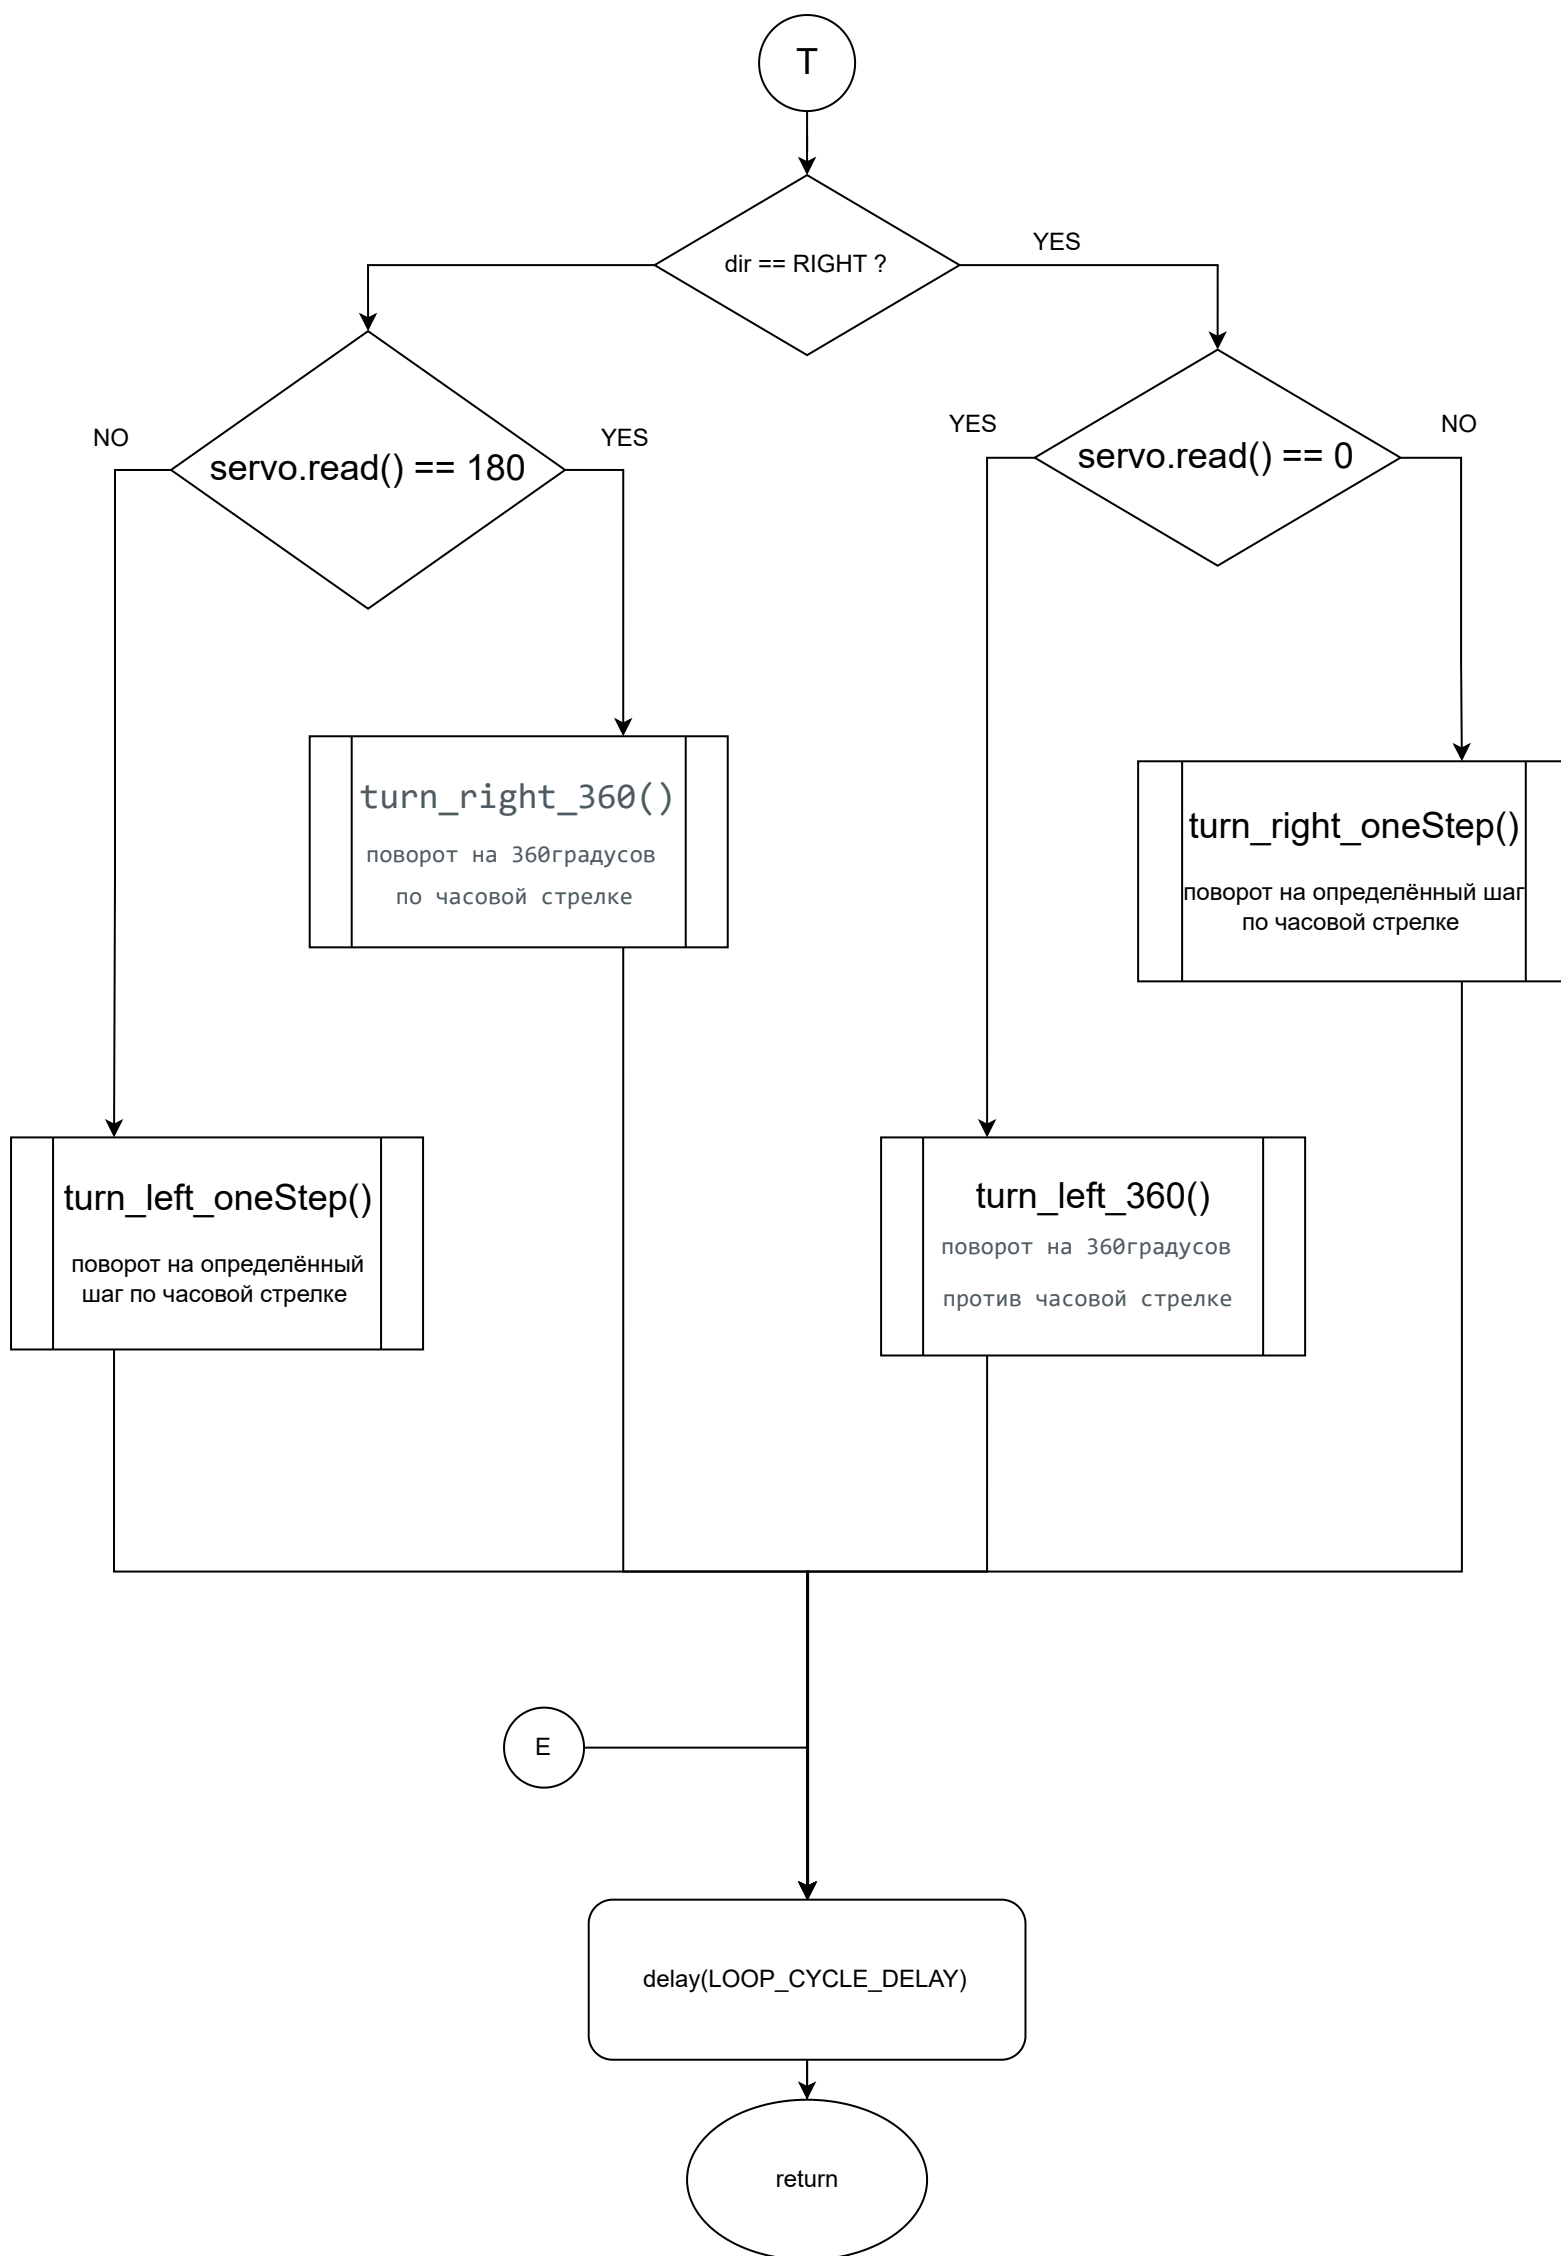 T
dir == RIGHT ?
YES
NO
servo.read() == 180
YES
YES
servo.read() == 0
NO
turn_right_360()
поворот на 360градусов
по часовой стрелке
turn_right_oneStep()
поворот на определённый шаг
по часовой стрелке
turn_left_oneStep()
поворот на определённый
шаг по часовой стрелке
turn_left_360()
поворот на 360градусов
против часовой стрелке
E
delay(LOOP_CYCLE_DELAY)
return